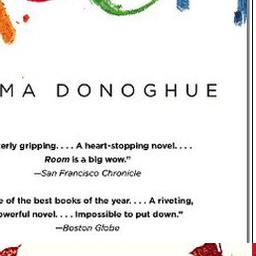 MA DONOGHUE
erly gripping. . . . A heart-stopping novel. . . .
Room is a big wow."
—San Francisco Chronicle
e of the best books of the year. . . . A riveting,
owerful novel. . . . Impossible to put down."
—Boston Globe